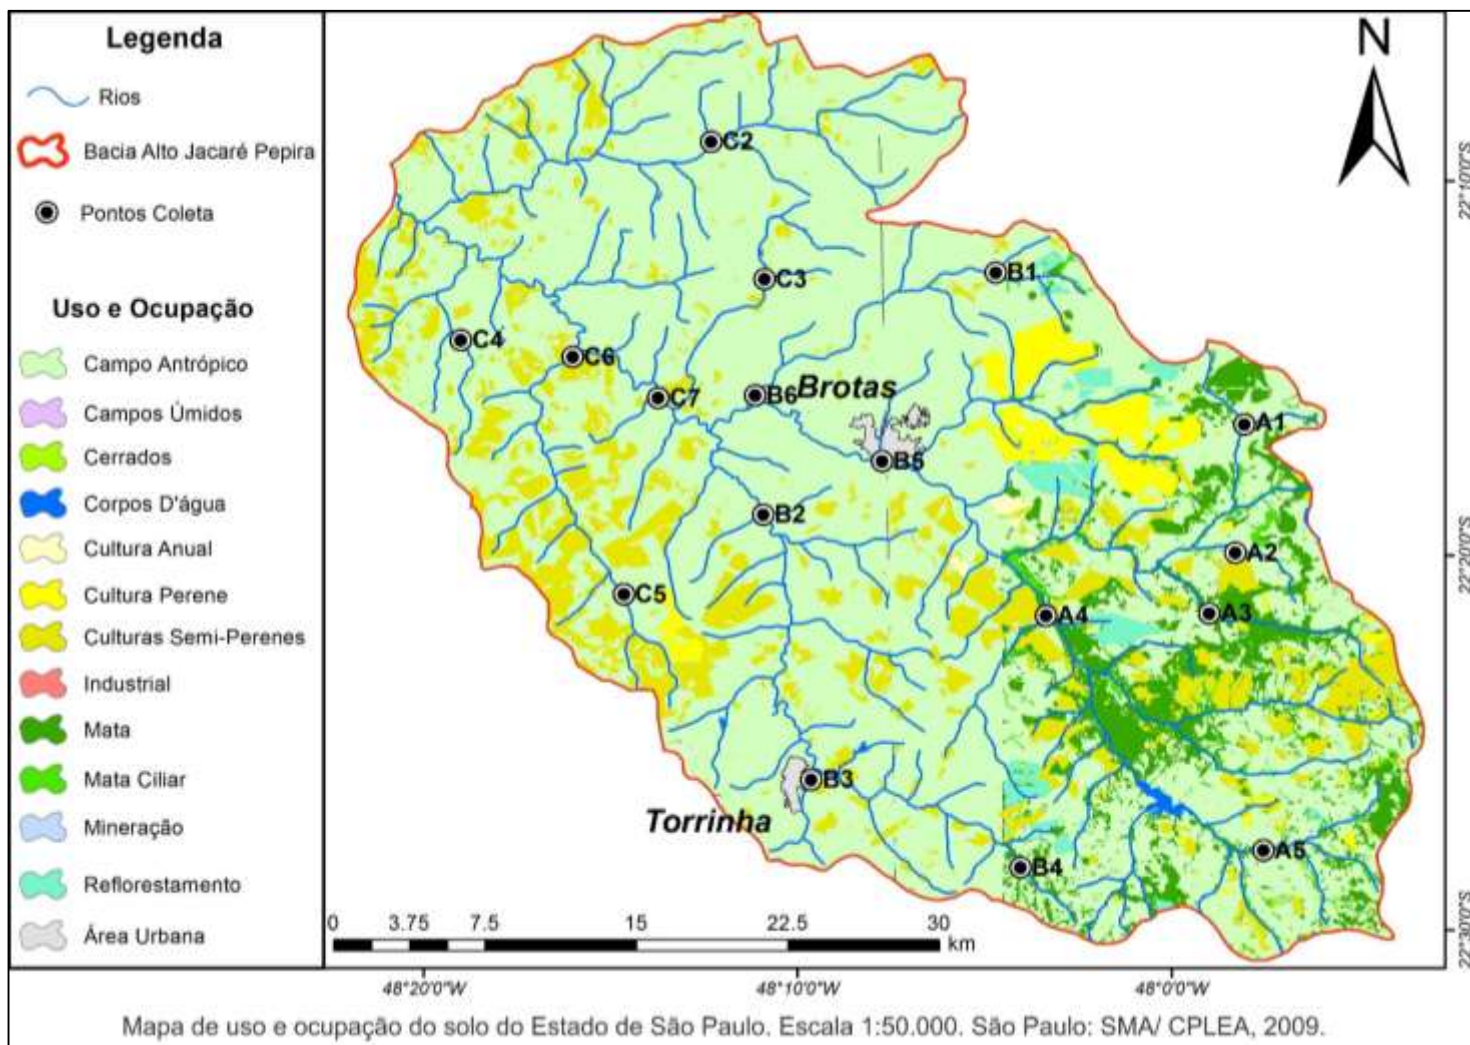 Legenda
Rios
Bacia Alto Jacaré Pepira
Pontos Coleta
Uso e Ocupação
Campo Antrópico
Campos Úmidos
Cerrados
Corpos D'água
Cultura Anual
Cultura Perene
Culturas Semi-Perenes
Industrial
Mata
Mata Ciliar
Mineração
Reflorestamento
Área Urbana
N
C2
C3
B1
C4
C6
C7
B6
Brotas
A1
B5
B2
A2
C5
A4
A3
B3
Torrinha
A5
B4
0 3.75 7.5 15 22.5 30
km
22°10'0"S
22°20'0"S
22°30'0"S
48°20'0"W 48°10'0"W 48°0'0"W
Mapa de uso e ocupação do solo do Estado de São Paulo. Escala 1:50.000. São Paulo: SMA/ CPLEA, 2009.